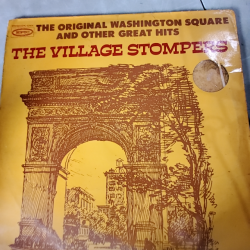 THE ORIGINAL WASHINGTON SQUARE
AND OTHER GREAT HITS
THE VILLAGE STOMPERS